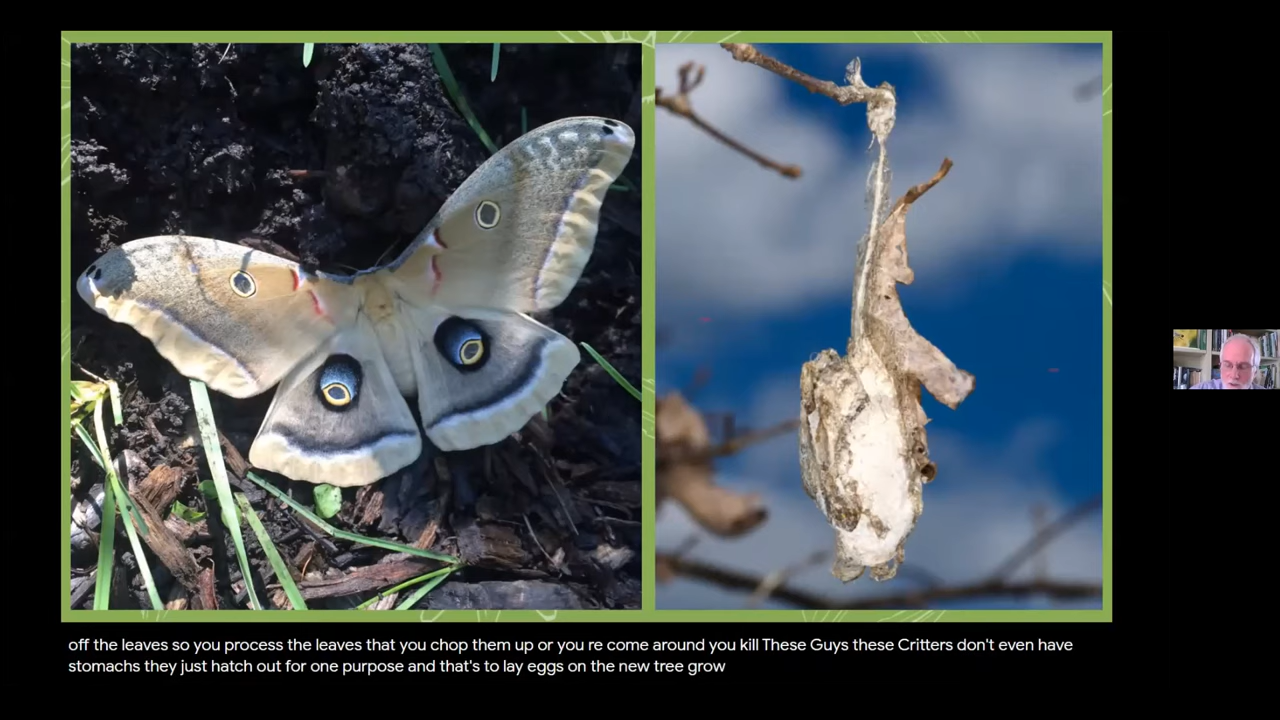 off the leaves so you process the leaves that you chop them up or you re come around you kill These Guys these Critters don't even have
stomachs they just hatch out for one purpose and that's to lay eggs on the new tree grow